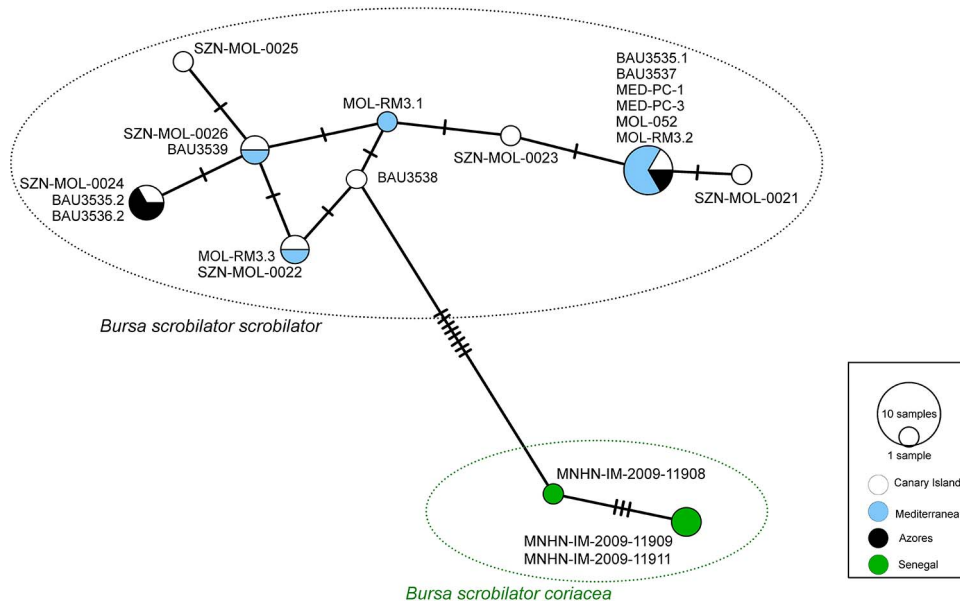 SZN-MOL-0025
BAU3535.1
BAU3537
MED-PC-1
MED-PC-3
MOL-052
MOL-RM3.2
MOL-RM3.1
SZN-MOL-0026
BAU3539
SZN-MOL-0023
SZN-MOL-0024
BAU3535.2
BAU3536.2
BAU3538
SZN-MOL-0021
MOL-RM3.3
SZN-MOL-0022
Bursa scrobilator scrobilator
10 samples
1 sample
Canary Island
Mediterranea
Azores
Senegal
MNHN-IM-2009-11908
MNHN-IM-2009-11909
MNHN-IM-2009-11911
Bursa scrobilator coriacea